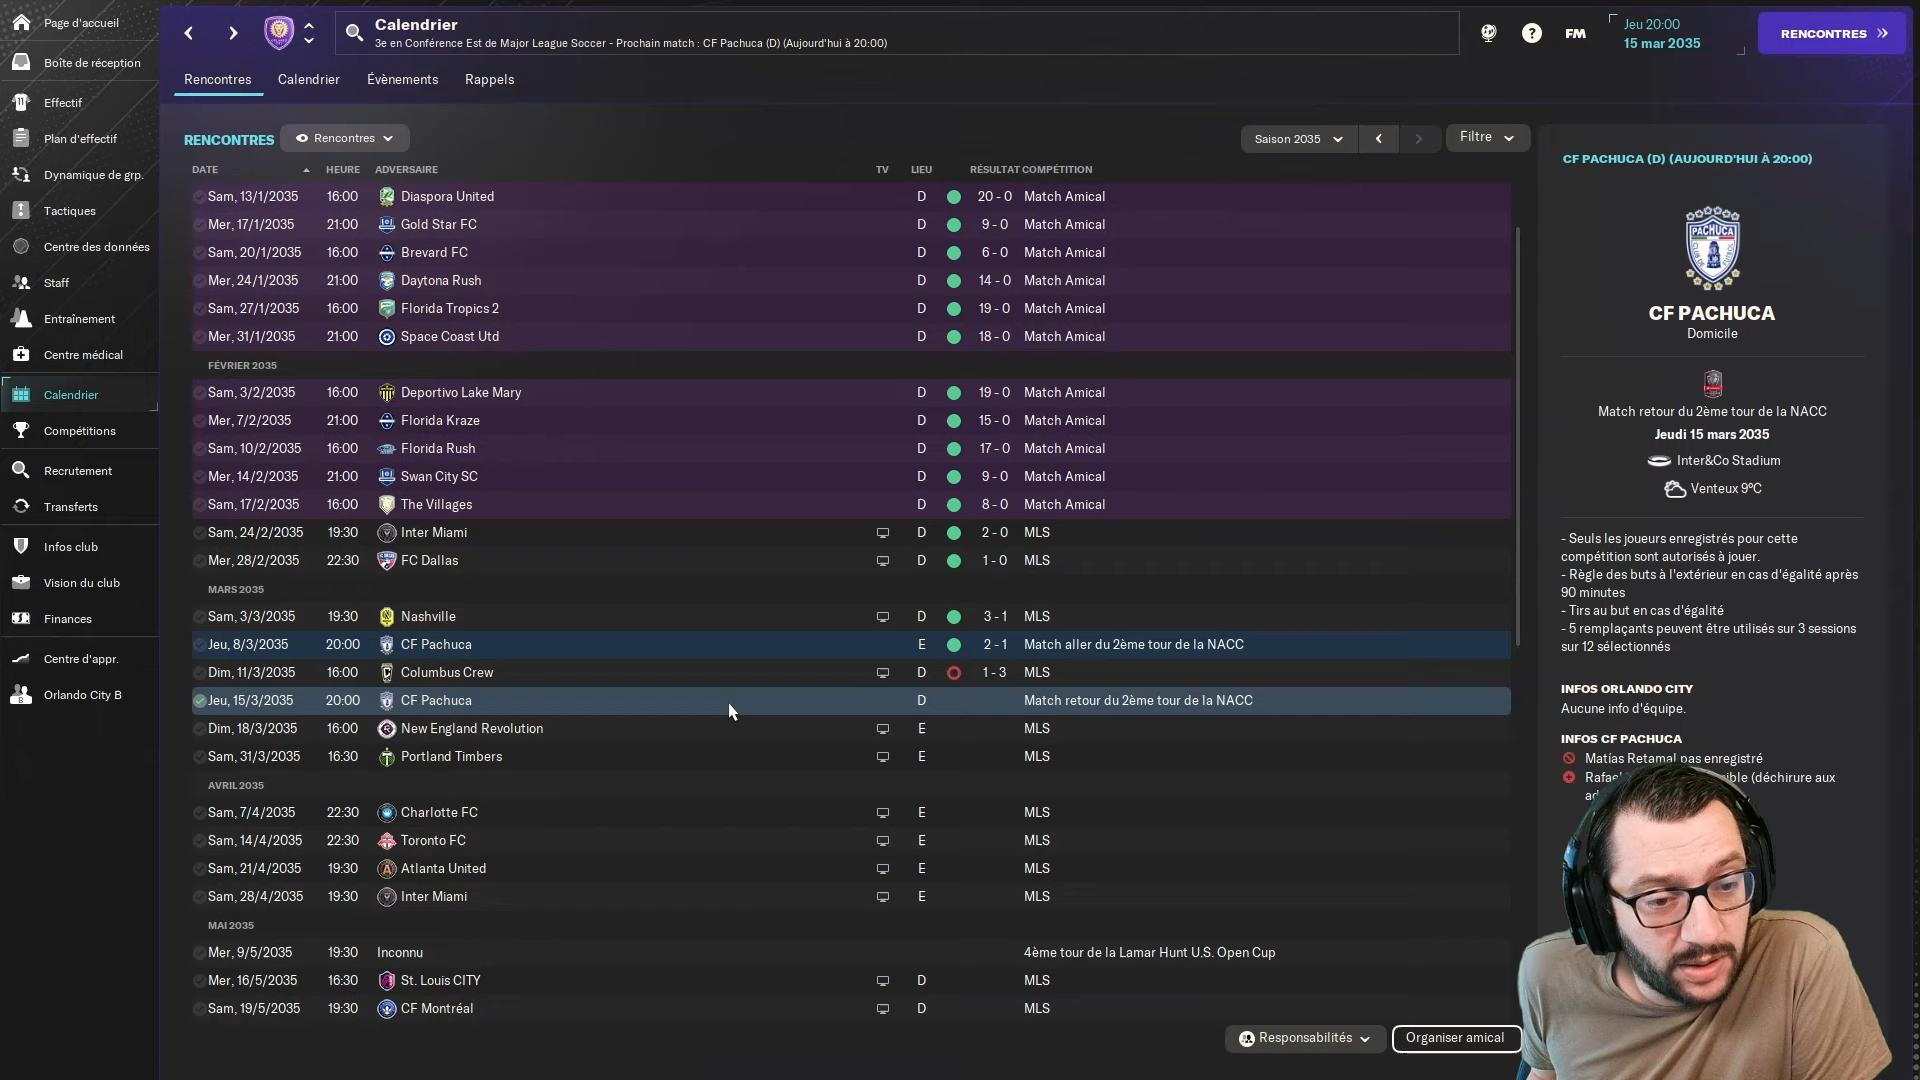 Page d'accueil
Boîte de réception
Effectif
Plan d'effectif
Dynamique de grp.
Tactiques
Centre des données
Staff
Entraînement
Centre médical
Calendrier
Compétitions
Recrutement
Transferts
Infos club
Vision du club
Finances
Centre d'appr.
Orlando City B
Calendrier
3e en Conférence Est de Major League Soccer - Prochain match : CF Pachuca (D) (Aujourd'hui à 20:00)
FM
Jeu 20:00
15 mar 2035
RENCONTRES
Rencontres Calendrier Évènements Rappels
RENCONTRES Rencontres Saison 2035 Filtre
DATE HEURE ADVERSAIRE TV LIEU RÉSULTAT COMPÉTITION
Sam, 13/1/2035 16:00 Diaspora United D 20 - 0 Match Amical
Mer, 17/1/2035 21:00 Gold Star FC D 9 - 0 Match Amical
Sam, 20/1/2035 16:00 Brevard FC D 6 - 0 Match Amical
Mer, 24/1/2035 21:00 Daytona Rush D 14 - 0 Match Amical
Sam, 27/1/2035 16:00 Florida Tropics 2 D 19 - 0 Match Amical
Mer, 31/1/2035 21:00 Space Coast Utd D 18 - 0 Match Amical
FÉVRIER 2035
Sam, 3/2/2035 16:00 Deportivo Lake Mary D 19 - 0 Match Amical
Mer, 7/2/2035 21:00 Florida Kraze D 15 - 0 Match Amical
Sam, 10/2/2035 16:00 Florida Rush D 17 - 0 Match Amical
Mer, 14/2/2035 21:00 Swan City SC D 9 - 0 Match Amical
Sam, 17/2/2035 16:00 The Villages D 8 - 0 Match Amical
Sam, 24/2/2035 19:30 Inter Miami D 2 - 0 MLS
Mer, 28/2/2035 22:30 FC Dallas D 1 - 0 MLS
MARS 2035
Sam, 3/3/2035 19:30 Nashville D 3 - 1 MLS
Jeu, 8/3/2035 20:00 CF Pachuca E 2 - 1 Match aller du 2ème tour de la NACC
Dim, 11/3/2035 16:00 Columbus Crew D 1 - 3 MLS
Jeu, 15/3/2035 20:00 CF Pachuca D Match retour du 2ème tour de la NACC
Dim, 18/3/2035 16:00 New England Revolution E MLS
Sam, 31/3/2035 16:30 Portland Timbers E MLS
AVRIL 2035
Sam, 7/4/2035 22:30 Charlotte FC E MLS
Sam, 14/4/2035 22:30 Toronto FC E MLS
Sam, 21/4/2035 19:30 Atlanta United E MLS
Sam, 28/4/2035 19:30 Inter Miami E MLS
MAI 2035
Mer, 9/5/2035 19:30 Inconnu 4ème tour de la Lamar Hunt U.S. Open Cup
Mer, 16/5/2035 16:30 St. Louis CITY D MLS
Sam, 19/5/2035 19:30 CF Montréal D MLS
Responsabilités Organiser amical
CF PACHUCA (D) (AUJOURD'HUI À 20:00)
PACHUCA
CF PACHUCA
Domicile
Match retour du 2ème tour de la NACC
Jeudi 15 mars 2035
Inter&Co Stadium
Venteux 9°C
- Seuls les joueurs enregistrés pour cette
compétition sont autorisés à jouer.
- Règle des buts à l'extérieur en cas d'égalité après
90 minutes
- Tirs au but en cas d'égalité
- 5 remplaçants peuvent être utilisés sur 3 sessions
sur 12 sélectionnés
INFOS ORLANDO CITY
Aucune info d'équipe.
INFOS CF PACHUCA
Matías Retamal pas enregistré
(déchirure aux